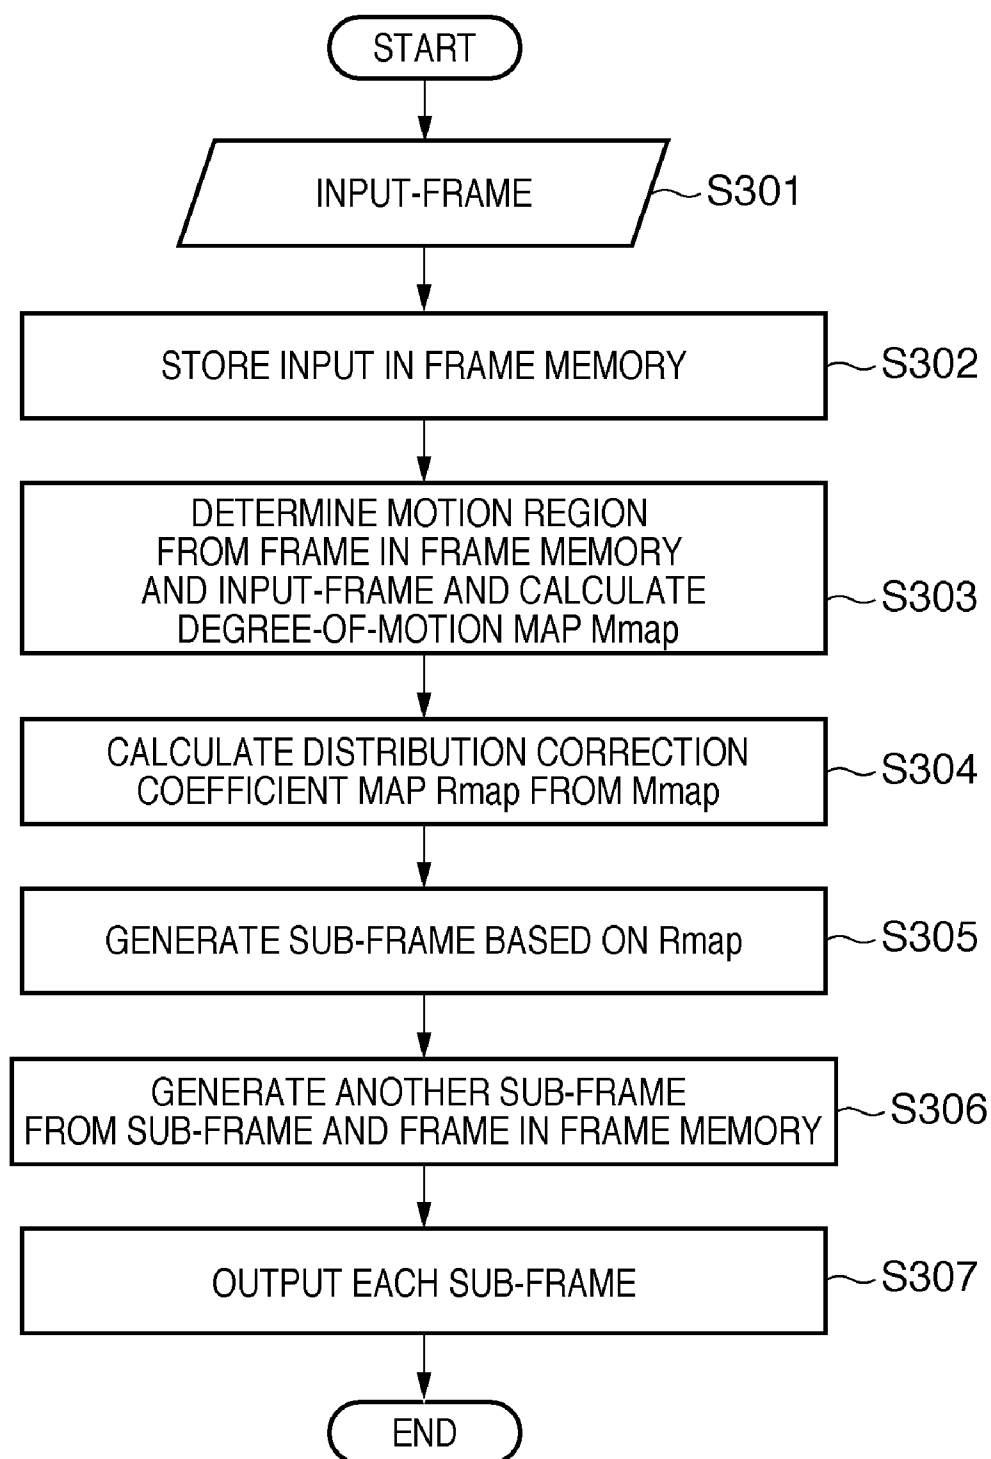 START
INPUT-FRAME
S301
STORE INPUT IN FRAME MEMORY
S302
DETERMINE MOTION REGION
FROM FRAME IN FRAME MEMORY
AND INPUT-FRAME AND CALCULATE
DEGREE-OF-MOTION MAP Mmap
S303
CALCULATE DISTRIBUTION CORRECTION
COEFFICIENT MAP Rmap FROM Mmap
S304
GENERATE SUB-FRAME BASED ON Rmap
S305
GENERATE ANOTHER SUB-FRAME
FROM SUB-FRAME AND FRAME IN FRAME MEMORY
S306
OUTPUT EACH SUB-FRAME
S307
END